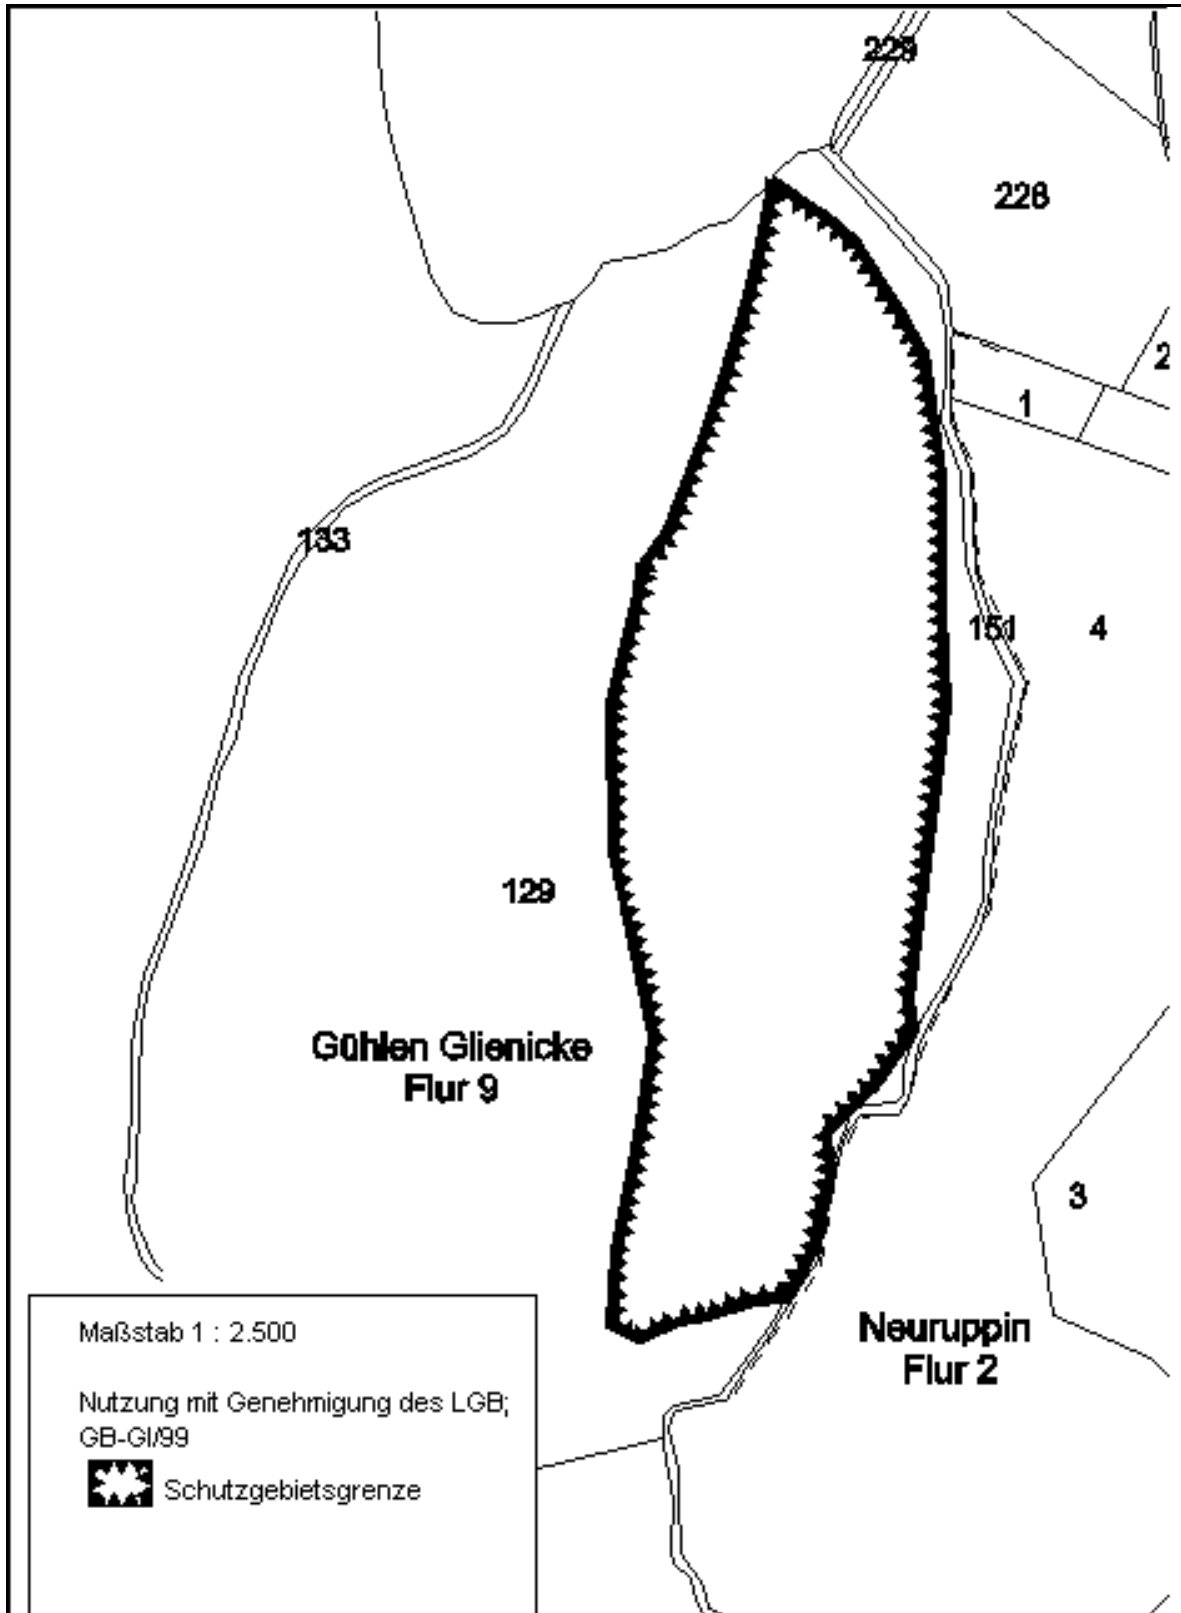 229
228
2
1
133
151
4
129
Gühlen Glienicke
Flur 9
3
Neuruppin
Flur 2
Maßstab 1 : 2.500
Nutzung mit Genehmigung des LGB;
GB-GI/99
Schutzgebietsgrenze